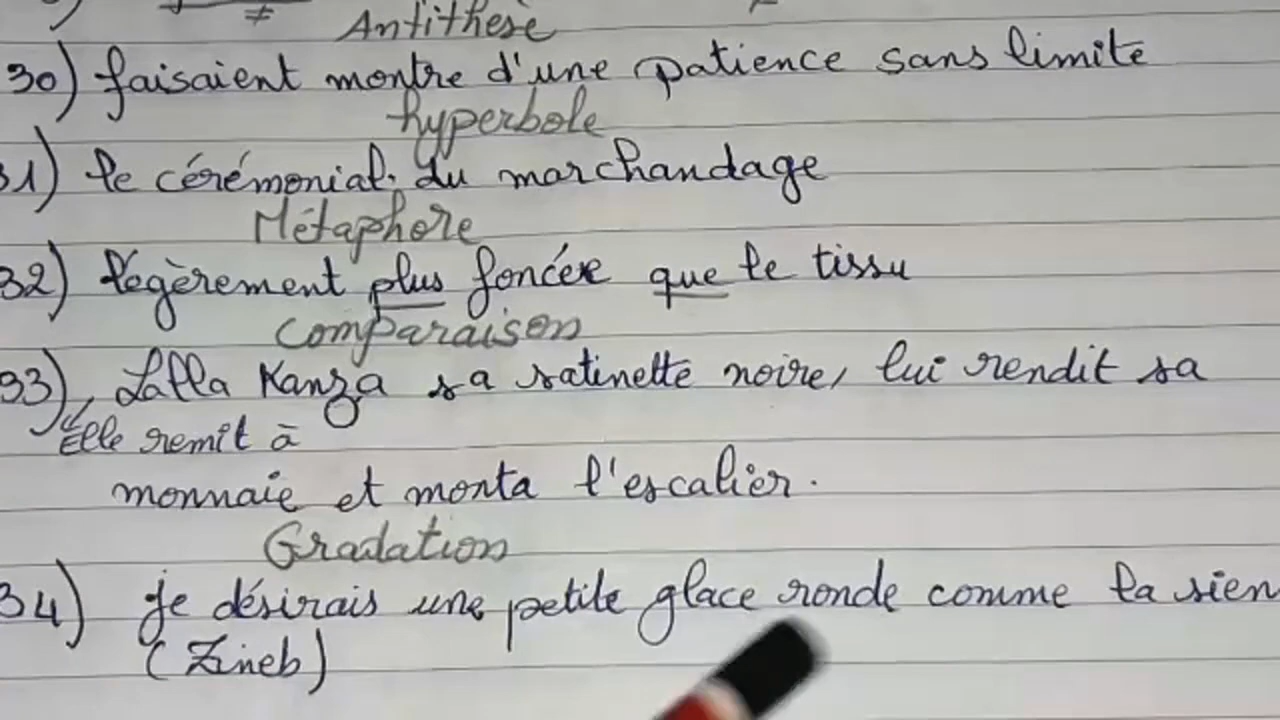 ≠ Antithèse
30) faisaient montre d'une patience sans limite
hyperbole
31) le cérémonial du marchandage
Métaphore
32) légèrement plus foncée que le tissu
Comparaison
33) Lalla Kanza sa satinette noire, lui rendit sa
Elle remit à
monnaie et monta l'escalier.
Gradation
34) je désirais une petite glace ronde comme la sien
(Zineb)